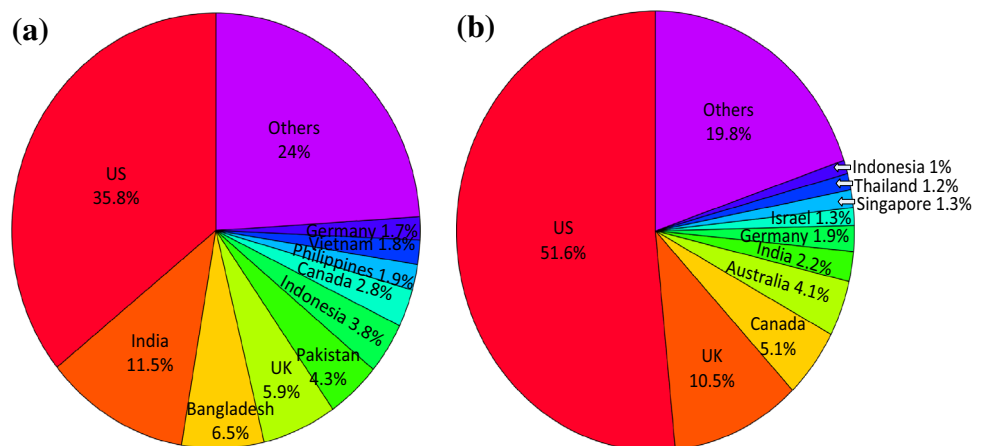 (a)
Others
24%
US
35.8%
Germany 1.7%
Vietnam 1.8%
Philippines 1.9%
Canada 2.8%
Indonesia 3.8%
Pakistan
4.3%
UK
5.9%
Bangladesh
6.5%
India
11.5%
(b)
Others
19.8%
Indonesia 1%
Thailand 1.2%
Singapore 1.3%
Israel 1.3%
Germany 1.9%
India 2.2%
Australia 4.1%
Canada
5.1%
UK
10.5%
US
51.6%